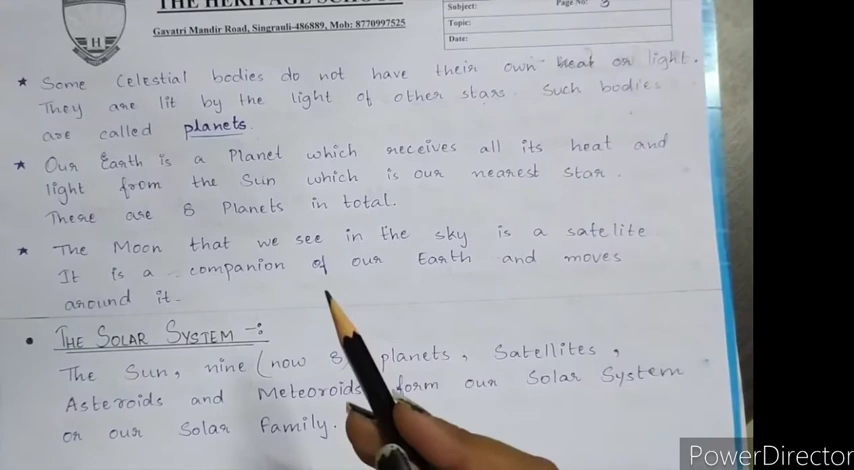 THE HERITAGE SCHOOL
Gayatri Mandir Road, Singrauli-486889, Mob: 8770997525
Subject:
Page No: 3
Topic:
Date:
H
★ Some Celestial bodies do not have their own heat or light.
They are lit by the light of other stars. Such bodies
are called planets.
★ Our Earth is a Planet which receives all its heat and
light from the Sun which is our nearest star.
There are 8 Planets in total.
★ The Moon that we see in the sky is a satelite
It is a companion of our Earth and moves
around it.
• THE SOLAR SYSTEM -:
The Sun, nine (now 8) planets, Satellites,
Asteroids and Meteoroids form our Solar System
or our Solar family.
PowerDirector